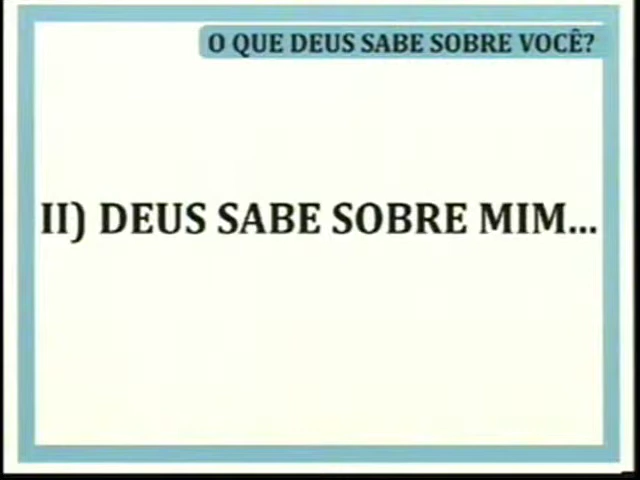 O QUE DEUS SABE SOBRE VOCÊ?
II) DEUS SABE SOBRE MIM...